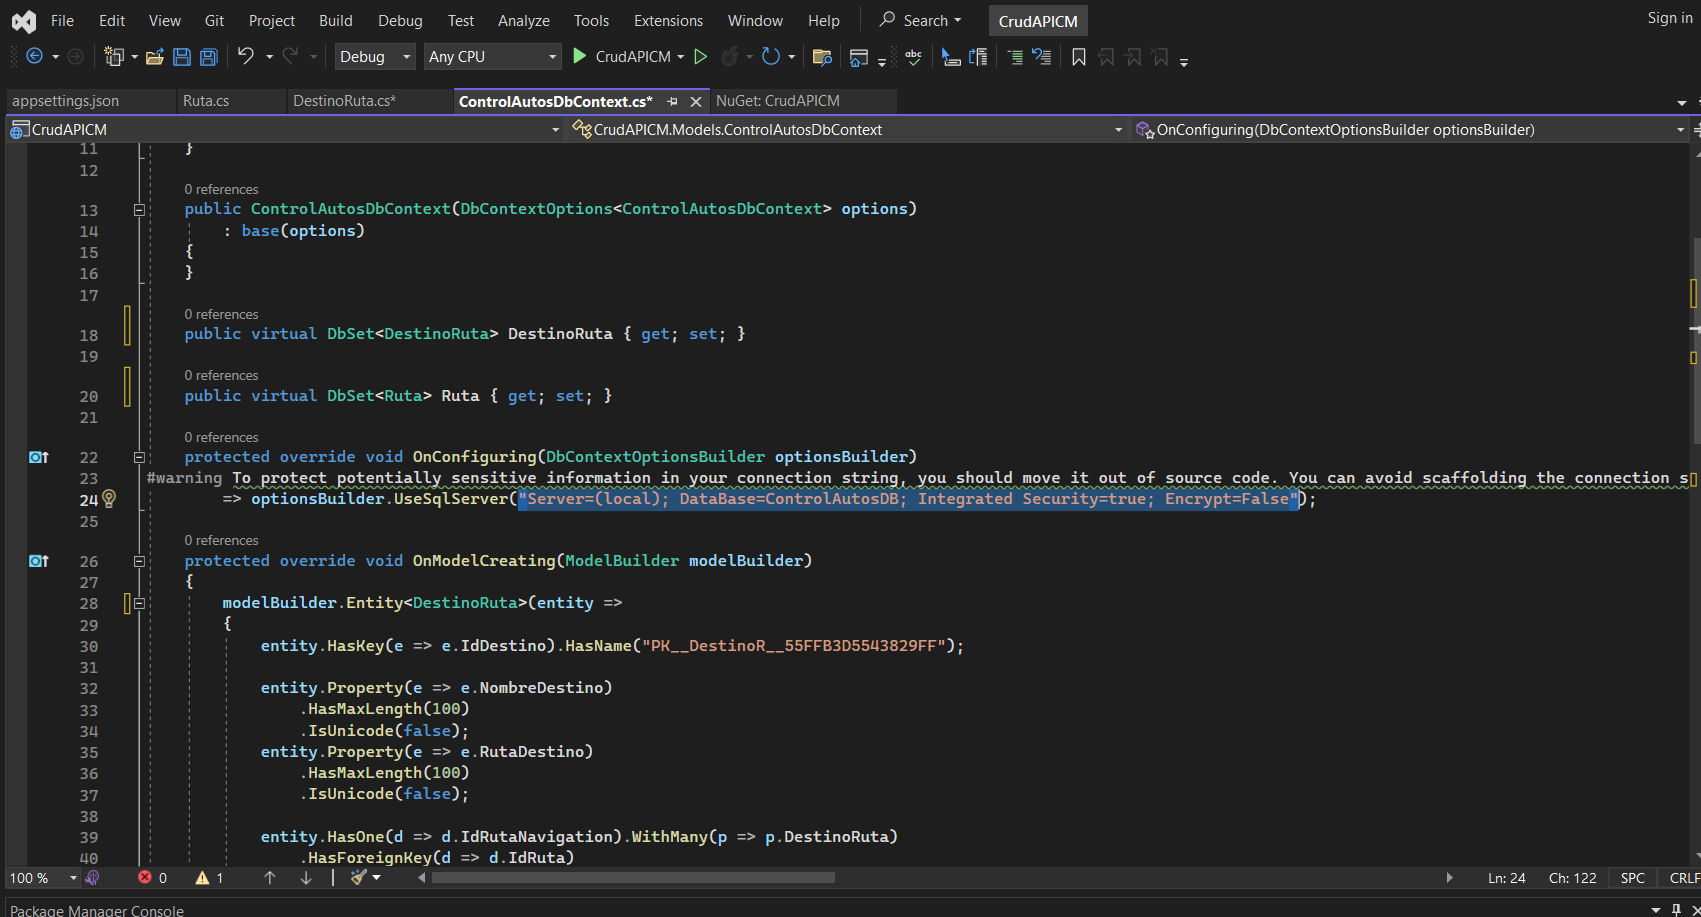 File Edit View Git Project Build Debug Test Analyze Tools Extensions Window Help Search CrudAPICM Sign in
Debug Any CPU CrudAPICM abc
appsettings.json Ruta.cs DestinoRuta.cs* ControlAutosDbContext.cs* NuGet: CrudAPICM
CrudAPICM CrudAPICM.Models.ControlAutosDbContext OnConfiguring(DbContextOptionsBuilder optionsBuilder)
11 }
12
0 references
13 public ControlAutosDbContext(DbContextOptions<ControlAutosDbContext> options)
14 : base(options)
15 {
16 }
17
0 references
18 public virtual DbSet<DestinoRuta> DestinoRuta { get; set; }
19
0 references
20 public virtual DbSet<Ruta> Ruta { get; set; }
21
0 references
22 protected override void OnConfiguring(DbContextOptionsBuilder optionsBuilder)
23 #warning To protect potentially sensitive information in your connection string, you should move it out of source code. You can avoid scaffolding the connection s
24 => optionsBuilder.UseSqlServer("Server=(local); DataBase=ControlAutosDB; Integrated Security=true; Encrypt=False");
25
0 references
26 protected override void OnModelCreating(ModelBuilder modelBuilder)
27 {
28 modelBuilder.Entity<DestinoRuta>(entity =>
29 {
30 entity.HasKey(e => e.IdDestino).HasName("PK__DestinoR__55FFB3D5543829FF");
31
32 entity.Property(e => e.NombreDestino)
33 .HasMaxLength(100)
34 .IsUnicode(false);
35 entity.Property(e => e.RutaDestino)
36 .HasMaxLength(100)
37 .IsUnicode(false);
38
39 entity.HasOne(d => d.IdRutaNavigation).WithMany(p => p.DestinoRuta)
40 .HasForeignKey(d => d.IdRuta)
100 % 0 1 Ln: 24 Ch: 122 SPC CRLF
Package Manager Console